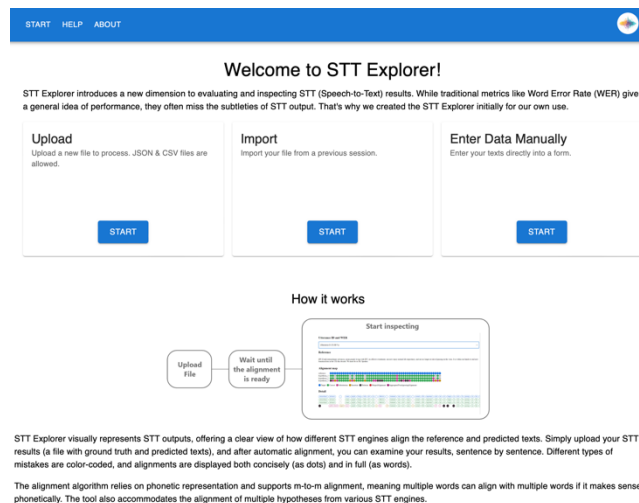 START HELP ABOUT
Welcome to STT Explorer!
STT Explorer introduces a new dimension to evaluating and inspecting STT (Speech-to-Text) results. While traditional metrics like Word Error Rate (WER) give
a general idea of performance, they often miss the subtleties of STT output. That's why we created the STT Explorer initially for our own use.
Upload
Upload a new file to process. JSON & CSV files are
allowed.
START
Import
Import your file from a previous session.
START
Enter Data Manually
Enter your texts directly into a form.
START
How it works
Upload
File
Wait until
the alignment
is ready
Start inspecting
STT Explorer visually represents STT outputs, offering a clear view of how different STT engines align the reference and predicted texts. Simply upload your STT
results (a file with ground truth and predicted texts), and after automatic alignment, you can examine your results, sentence by sentence. Different types of
mistakes are color-coded, and alignments are displayed both concisely (as dots) and in full (as words).
The alignment algorithm relies on phonetic representation and supports m-to-m alignment, meaning multiple words can align with multiple words if it makes sense
phonetically. The tool also accommodates the alignment of multiple hypotheses from various STT engines.